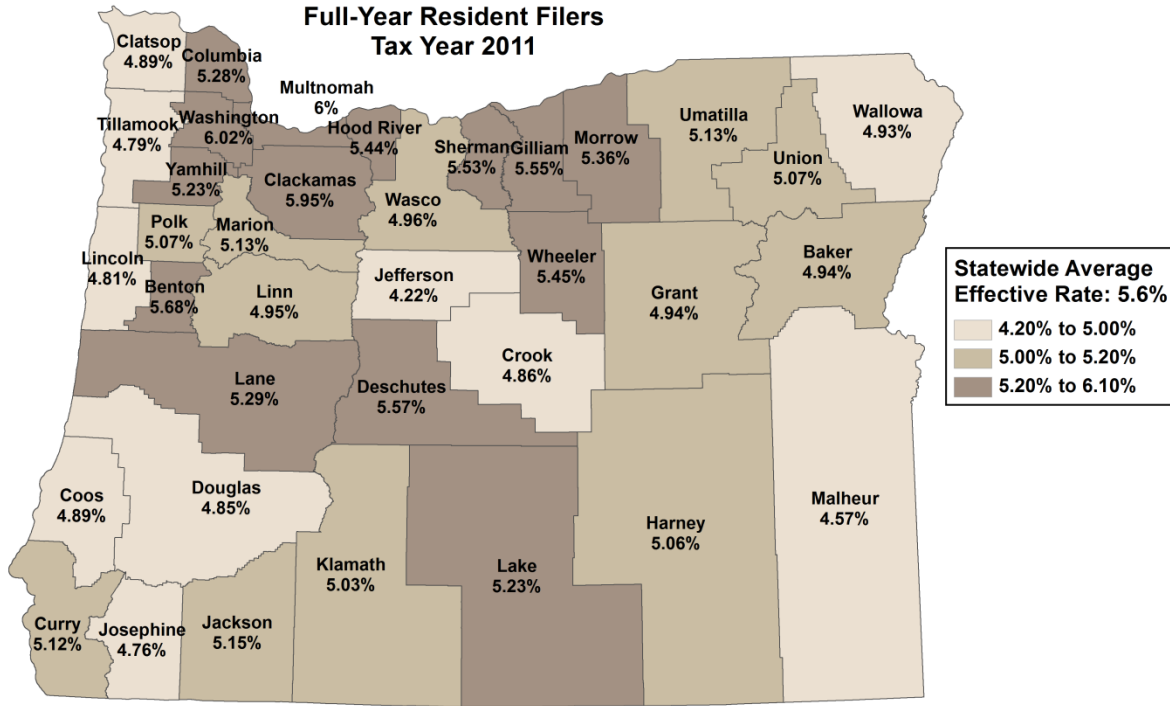 Full-Year Resident Filers
Tax Year 2011
Clatsop
4.89%
Columbia
5.28%
Multnomah
6%
Tillamook
4.79%
Washington
6.02%
Hood River
5.44%
Sherman
5.53%
Gilliam
5.55%
Morrow
5.36%
Umatilla
5.13%
Union
5.07%
Wallowa
4.93%
Yamhill
5.23%
Clackamas
5.95%
Wasco
4.96%
Polk
5.07%
Marion
5.13%
Lincoln
4.81%
Benton
5.68%
Linn
4.95%
Jefferson
4.22%
Wheeler
5.45%
Grant
4.94%
Baker
4.94%
Crook
4.86%
Lane
5.29%
Deschutes
5.57%
Coos
4.89%
Douglas
4.85%
Klamath
5.03%
Lake
5.23%
Harney
5.06%
Malheur
4.57%
Curry
5.12%
Josephine
4.76%
Jackson
5.15%
Statewide Average
Effective Rate: 5.6%
4.20% to 5.00%
5.00% to 5.20%
5.20% to 6.10%